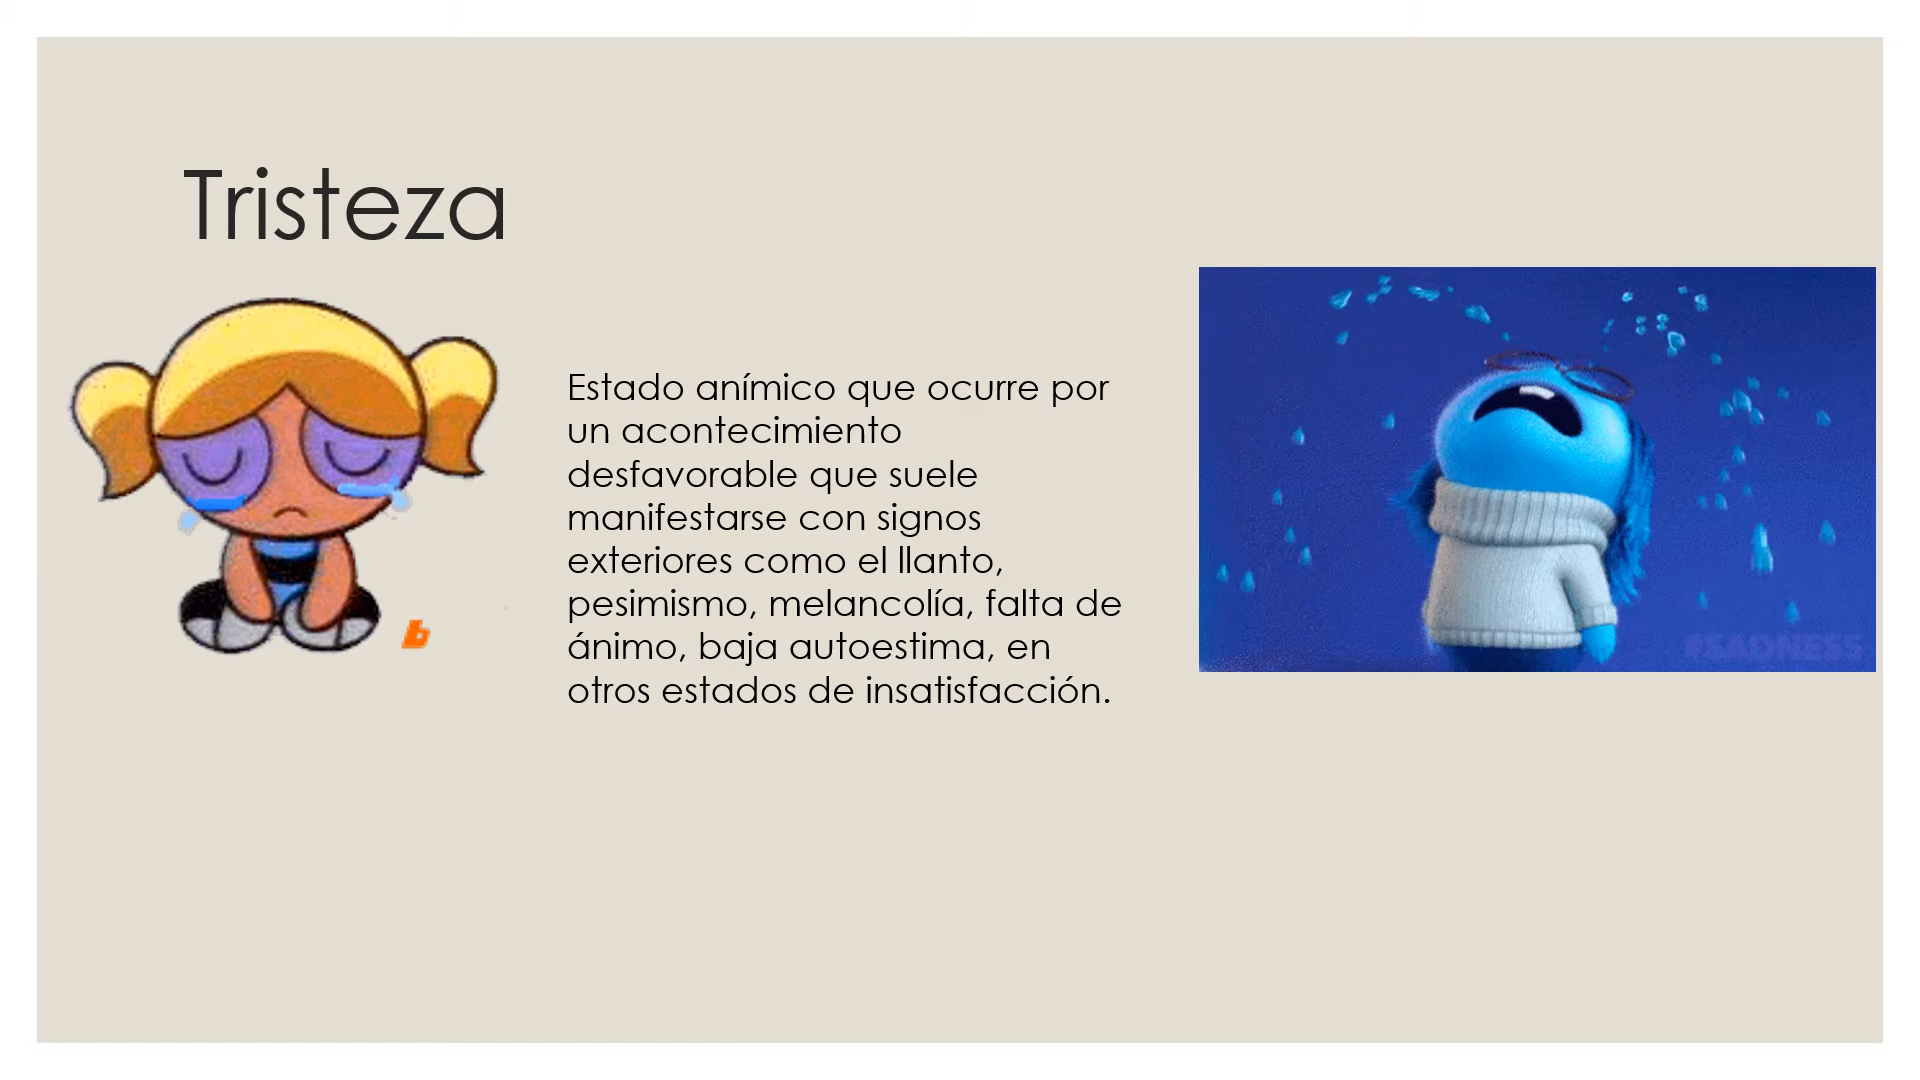 Tristeza
Estado anímico que ocurre por
un acontecimiento
desfavorable que suele
manifestarse con signos
exteriores como el llanto,
pesimismo, melancolía, falta de
ánimo, baja autoestima, en
otros estados de insatisfacción.
b
#SADNESS